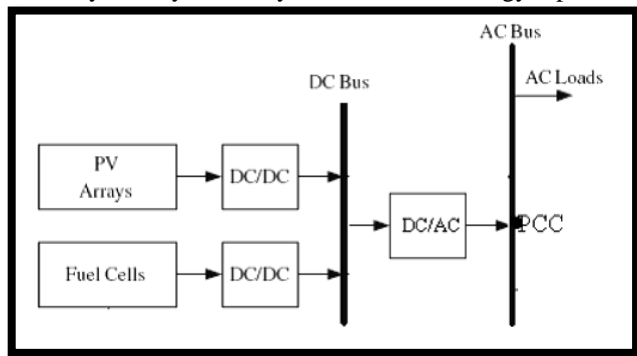 AC Bus
AC Loads
DC Bus
PV
Arrays
DC/DC
DC/AC
PCC
Fuel Cells
DC/DC